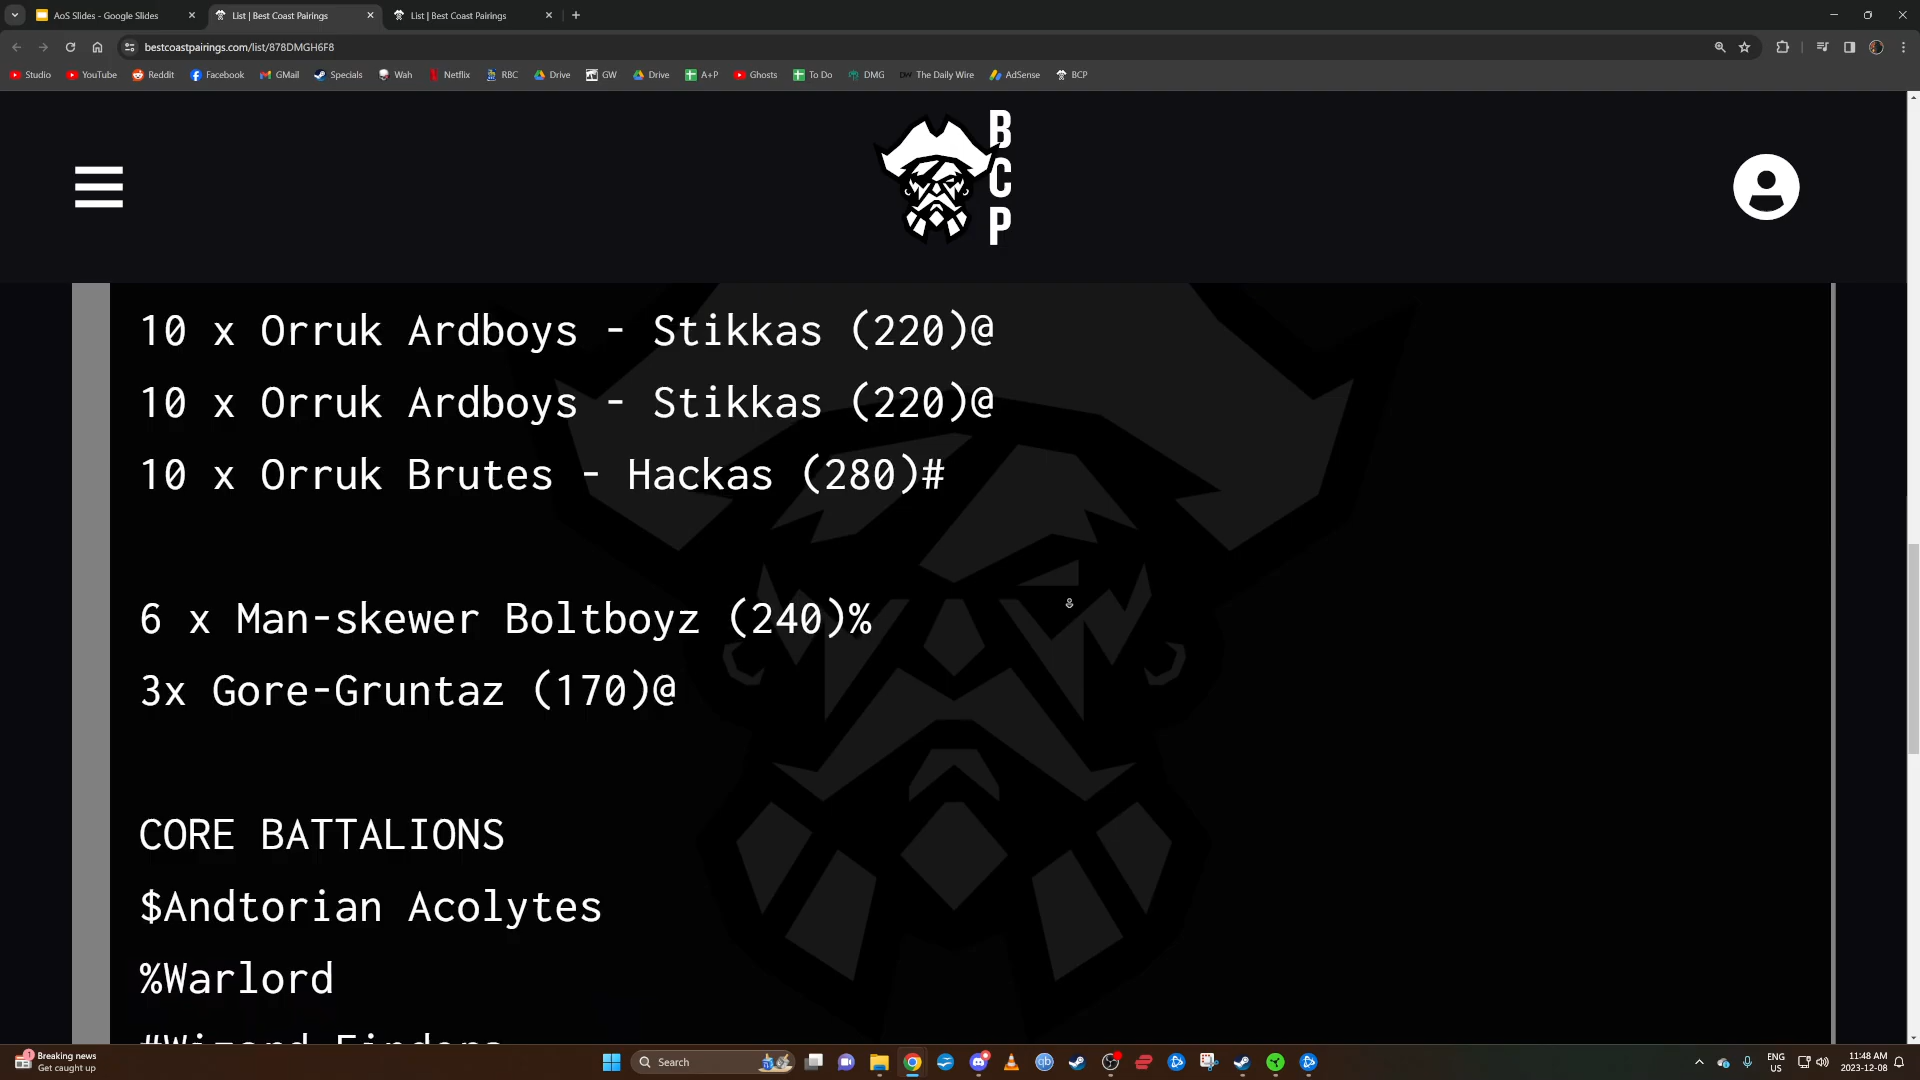 AoS Slides - Google Slides
List | Best Coast Pairings
List | Best Coast Pairings
bestcoastpairings.com/list/878DMGH6F8
Studio YouTube Reddit Facebook GMail Specials Wah Netflix RBC Drive GW Drive A+P Ghosts To Do DMG The Daily Wire AdSense BCP
BCP
10 x Orruk Ardboys - Stikkas (220)@
10 x Orruk Ardboys - Stikkas (220)@
10 x Orruk Brutes - Hackas (280)#
6 x Man-skewer Boltboyz (240)%
3x Gore-Gruntaz (170)@
CORE BATTALIONS
$Andtorian Acolytes
%Warlord
#Wizard Finders
Breaking news
Get caught up
Search
ENG
US
11:48 AM
2023-12-08